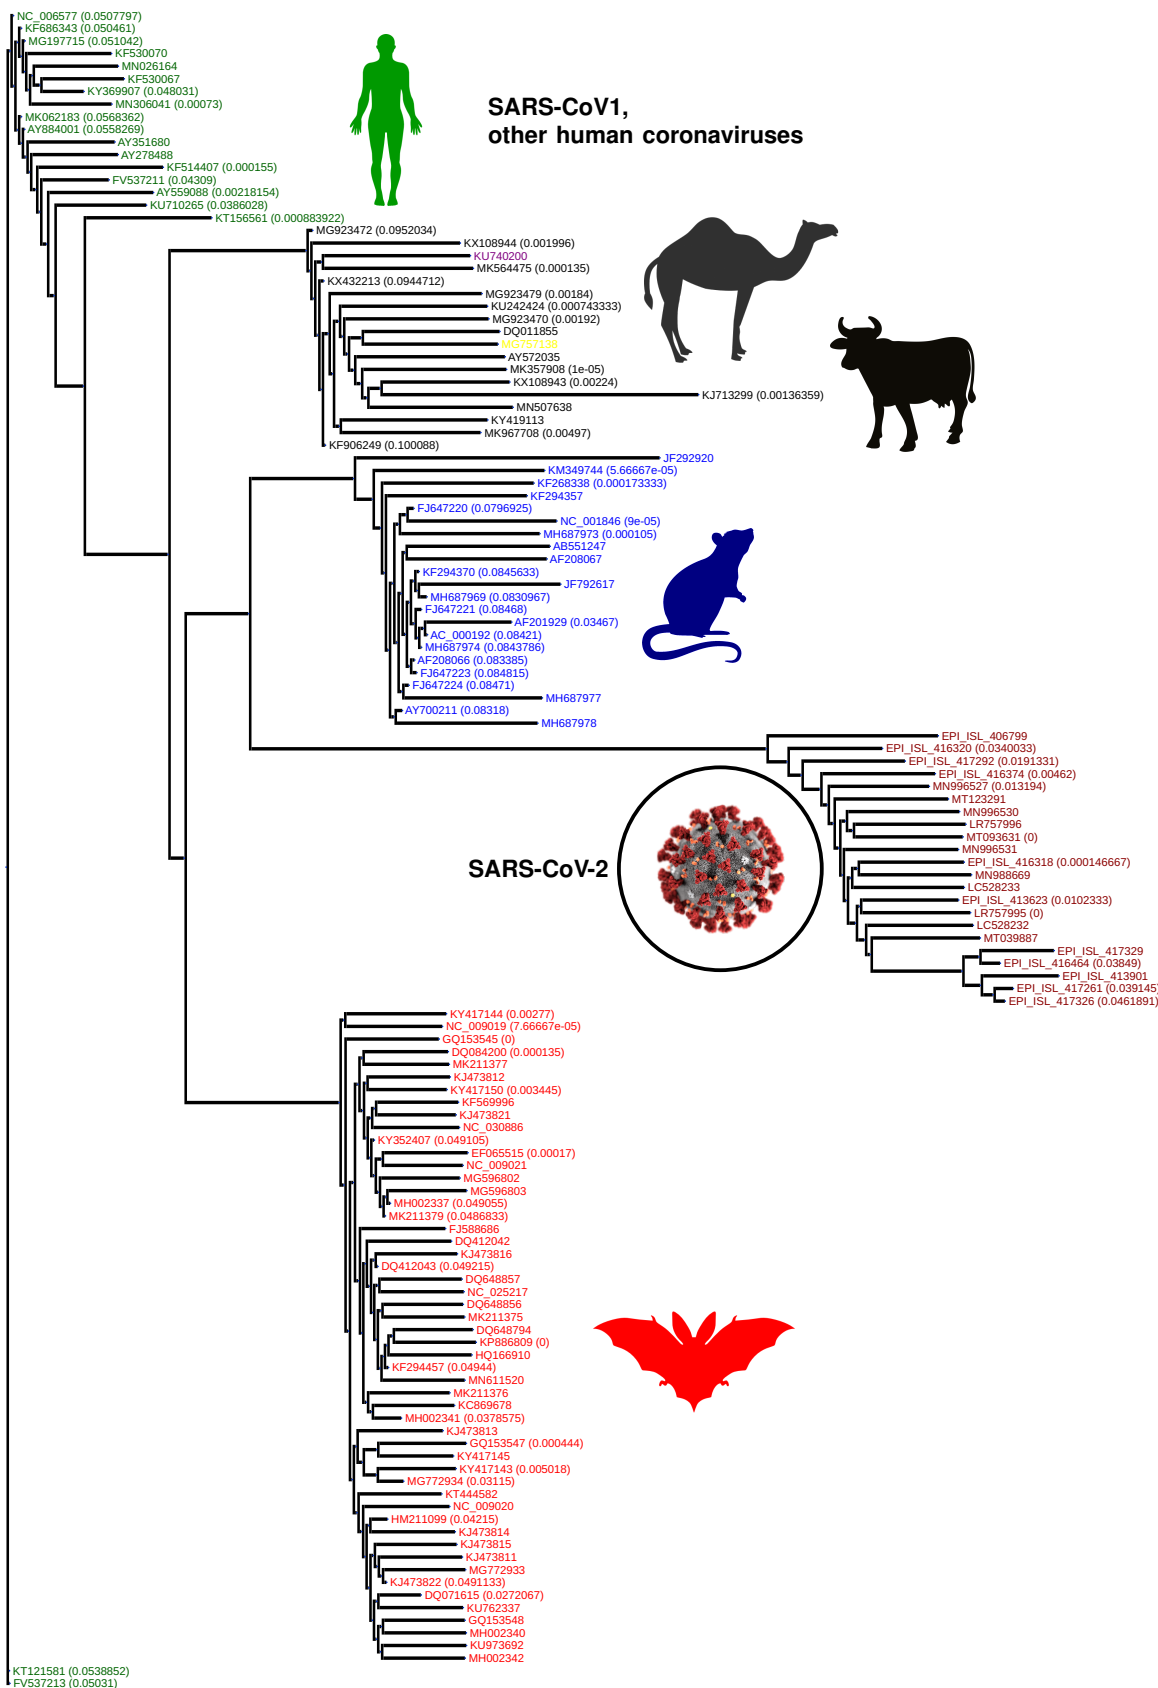 NC_006577 (0.0507797)
KF686343 (0.050461)
MG197715 (0.051042)
KF530070
MN026164
KF530067
KY369907 (0.048031)
MN306041 (0.00073)
SARS-CoV1,
other human coronaviruses
MK062183 (0.0568362)
AY884001 (0.0558269)
AY351680
AY278488
KF514407 (0.000155)
FV537211 (0.04309)
AY559088 (0.00218154)
KU710265 (0.0386028)
KT156561 (0.000883922)
MG923472 (0.0952034)
KX108944 (0.001996)
KU740200
MK564475 (0.000135)
KX432213 (0.0944712)
MG923479 (0.00184)
KU242424 (0.000743333)
MG923470 (0.00192)
DQ011855
MG757138
AY572035
MK357908 (1e-05)
KX108943 (0.00224)
KJ713299 (0.00136359)
MN507638
KY419113
MK967708 (0.00497)
KF906249 (0.100088)
JF292920
KM349744 (5.66667e-05)
KF268338 (0.000173333)
KF294357
FJ647220 (0.0796925)
NC_001846 (9e-05)
MH687973 (0.000105)
AB551247
AF208067
KF294370 (0.0845633)
JF792617
MH687969 (0.0830967)
FJ647221 (0.08468)
AF201929 (0.03467)
AC_000192 (0.08421)
MH687974 (0.0843786)
AF208066 (0.083385)
FJ647223 (0.084815)
FJ647224 (0.08471)
MH687977
AY700211 (0.08318)
MH687978
EPI_ISL_406799
EPI_ISL_416320 (0.0340033)
EPI_ISL_417292 (0.0191331)
EPI_ISL_416374 (0.00462)
MN996527 (0.013194)
MT123291
MN996530
LR757996
MT093631 (0)
MN996531
EPI_ISL_416318 (0.000146667)
SARS-CoV-2
MN988669
LC528233
EPI_ISL_413623 (0.0102333)
LR757995 (0)
LC528232
MT039887
EPI_ISL_417329
EPI_ISL_416464 (0.03849)
EPI_ISL_413901
EPI_ISL_417261 (0.039145)
EPI_ISL_417326 (0.0461891)
KY417144 (0.00277)
NC_009019 (7.66667e-05)
GQ153545 (0)
DQ084200 (0.000135)
MK211377
KJ473812
KY417150 (0.003445)
KF569996
KJ473821
NC_030886
KY352407 (0.049105)
EF065515 (0.00017)
NC_009021
MG596802
MG596803
MH002337 (0.049055)
MK211379 (0.0486833)
FJ588686
DQ412042
KJ473816
DQ412043 (0.049215)
DQ648857
NC_025217
DQ648856
MK211375
DQ648794
KP886809 (0)
HQ166910
KF294457 (0.04944)
MN611520
MK211376
KC869678
MH002341 (0.0378575)
KJ473813
GQ153547 (0.000444)
KY417145
KY417143 (0.005018)
MG772934 (0.03115)
KT444582
NC_009020
HM211099 (0.04215)
KJ473814
KJ473815
KJ473811
MG772933
KJ473822 (0.0491133)
DQ071615 (0.0272067)
KU762337
GQ153548
MH002340
KU973692
MH002342
KT121581 (0.0538852)
FV537213 (0.05031)